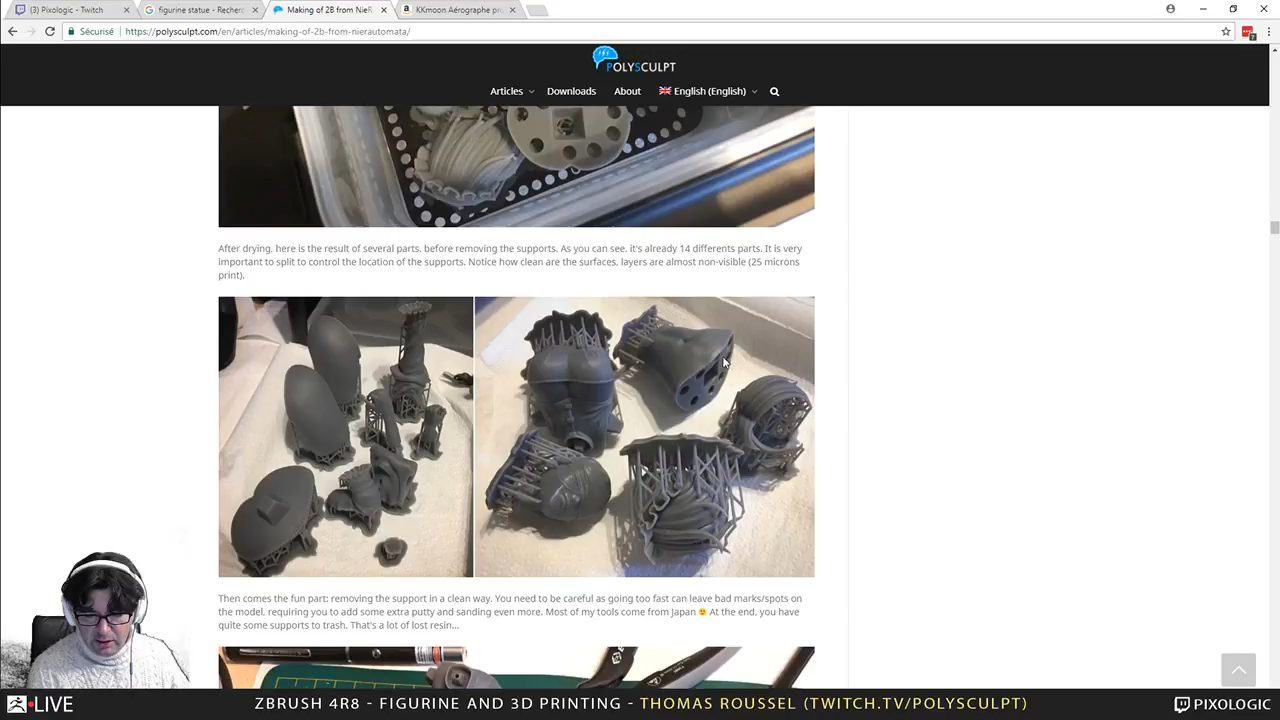 (3) Pixologic - Twitch
figurine statue - Recherc
Making of 2B from NieR
KKmoon Aérographe pr
Sécurisé
https://polysculpt.com/en/articles/making-of-2b-from-nierautomata/
POLYSCULPT
Articles
Downloads
About
English (English)
After drying, here is the result of several parts, before removing the supports. As you can see, it's already 14 differents parts. It is very
important to split to control the location of the supports. Notice how clean are the surfaces, layers are almost non-visible (25 microns
print).
Then comes the fun part: removing the support in a clean way. You need to be careful as going too fast can leave bad marks/spots on
the model, requiring you to add some extra putty and sanding even more. Most of my tools come from Japan 🙂 At the end, you have
quite some supports to trash. That's a lot of lost resin...
LIVE
ZBRUSH 4R8 - FIGURINE AND 3D PRINTING - THOMAS ROUSSEL (TWITCH.TV/POLYSCULPT)
PIXOLOGIC